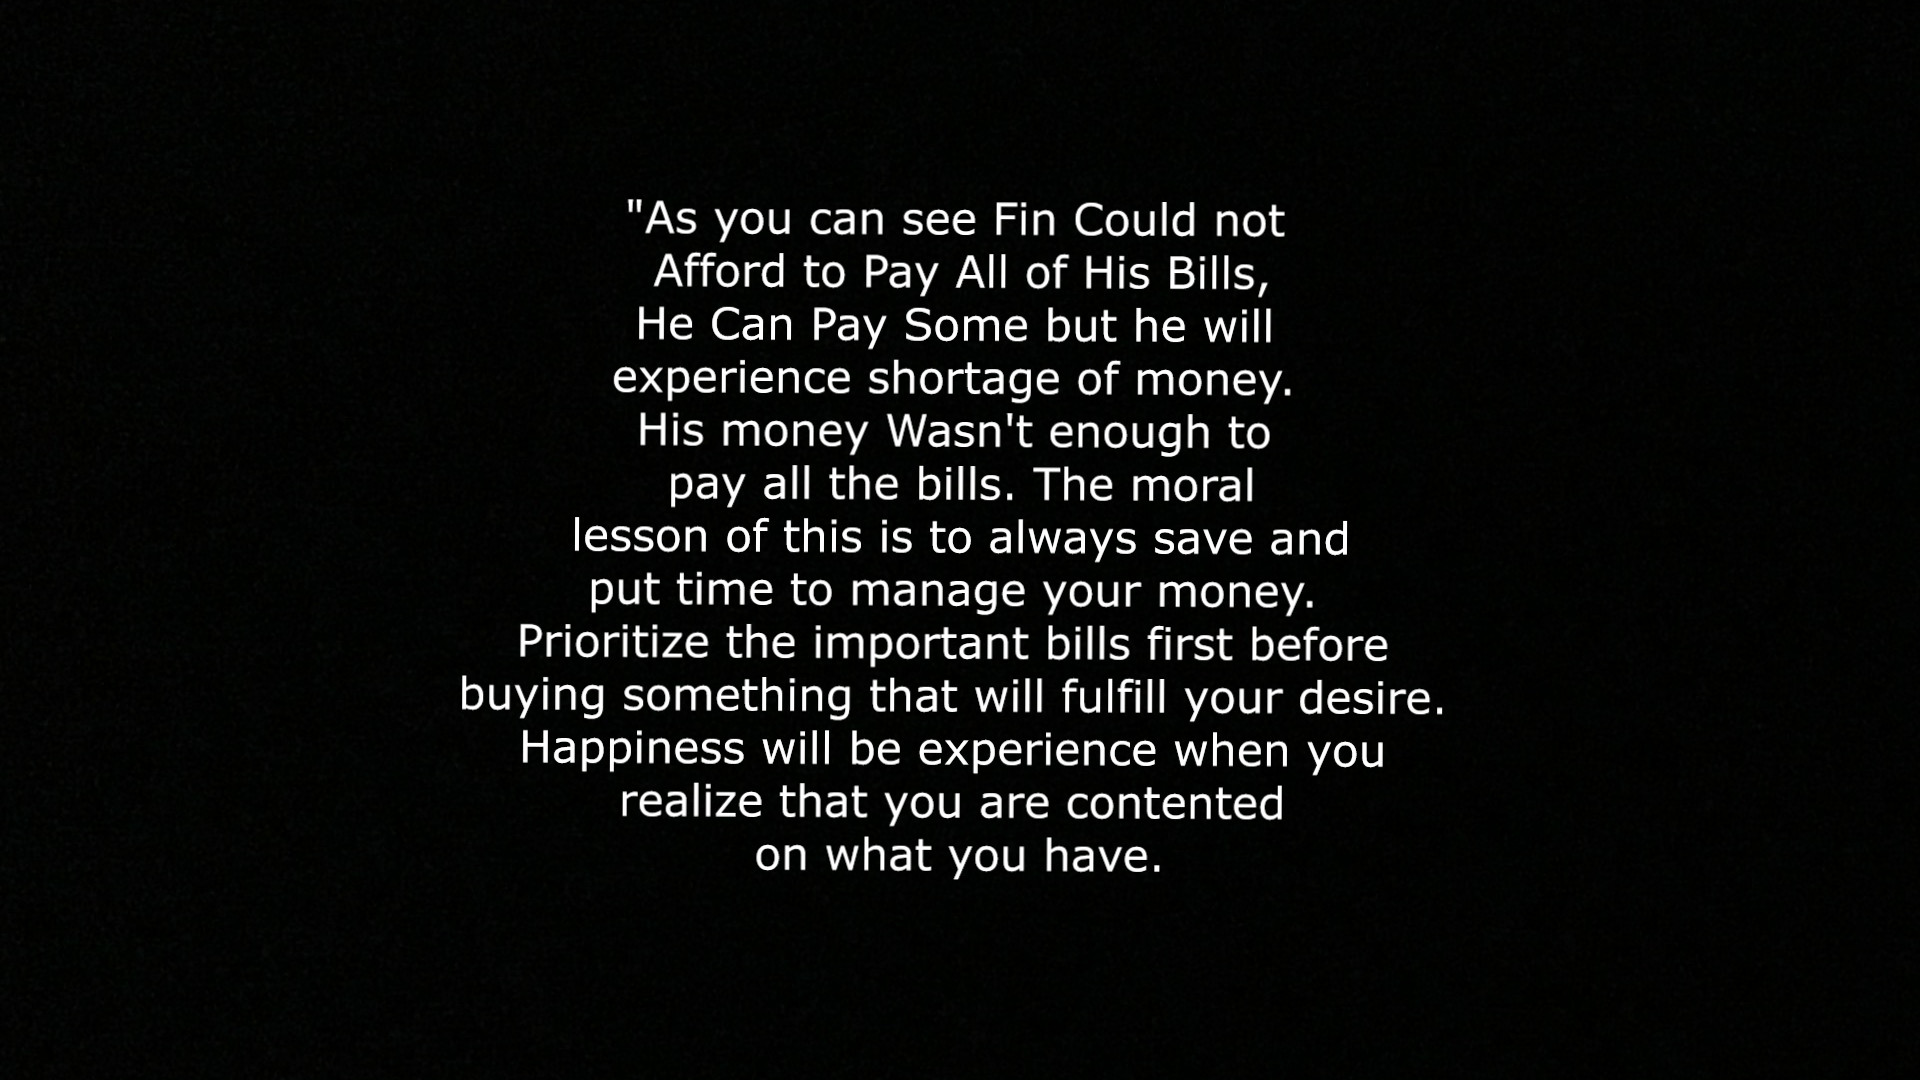 "As you can see Fin Could not
Afford to Pay All of His Bills,
He Can Pay Some but he will
experience shortage of money.
His money Wasn't enough to
pay all the bills. The moral
lesson of this is to always save and
put time to manage your money.
Prioritize the important bills first before
buying something that will fulfill your desire.
Happiness will be experience when you
realize that you are contented
on what you have.